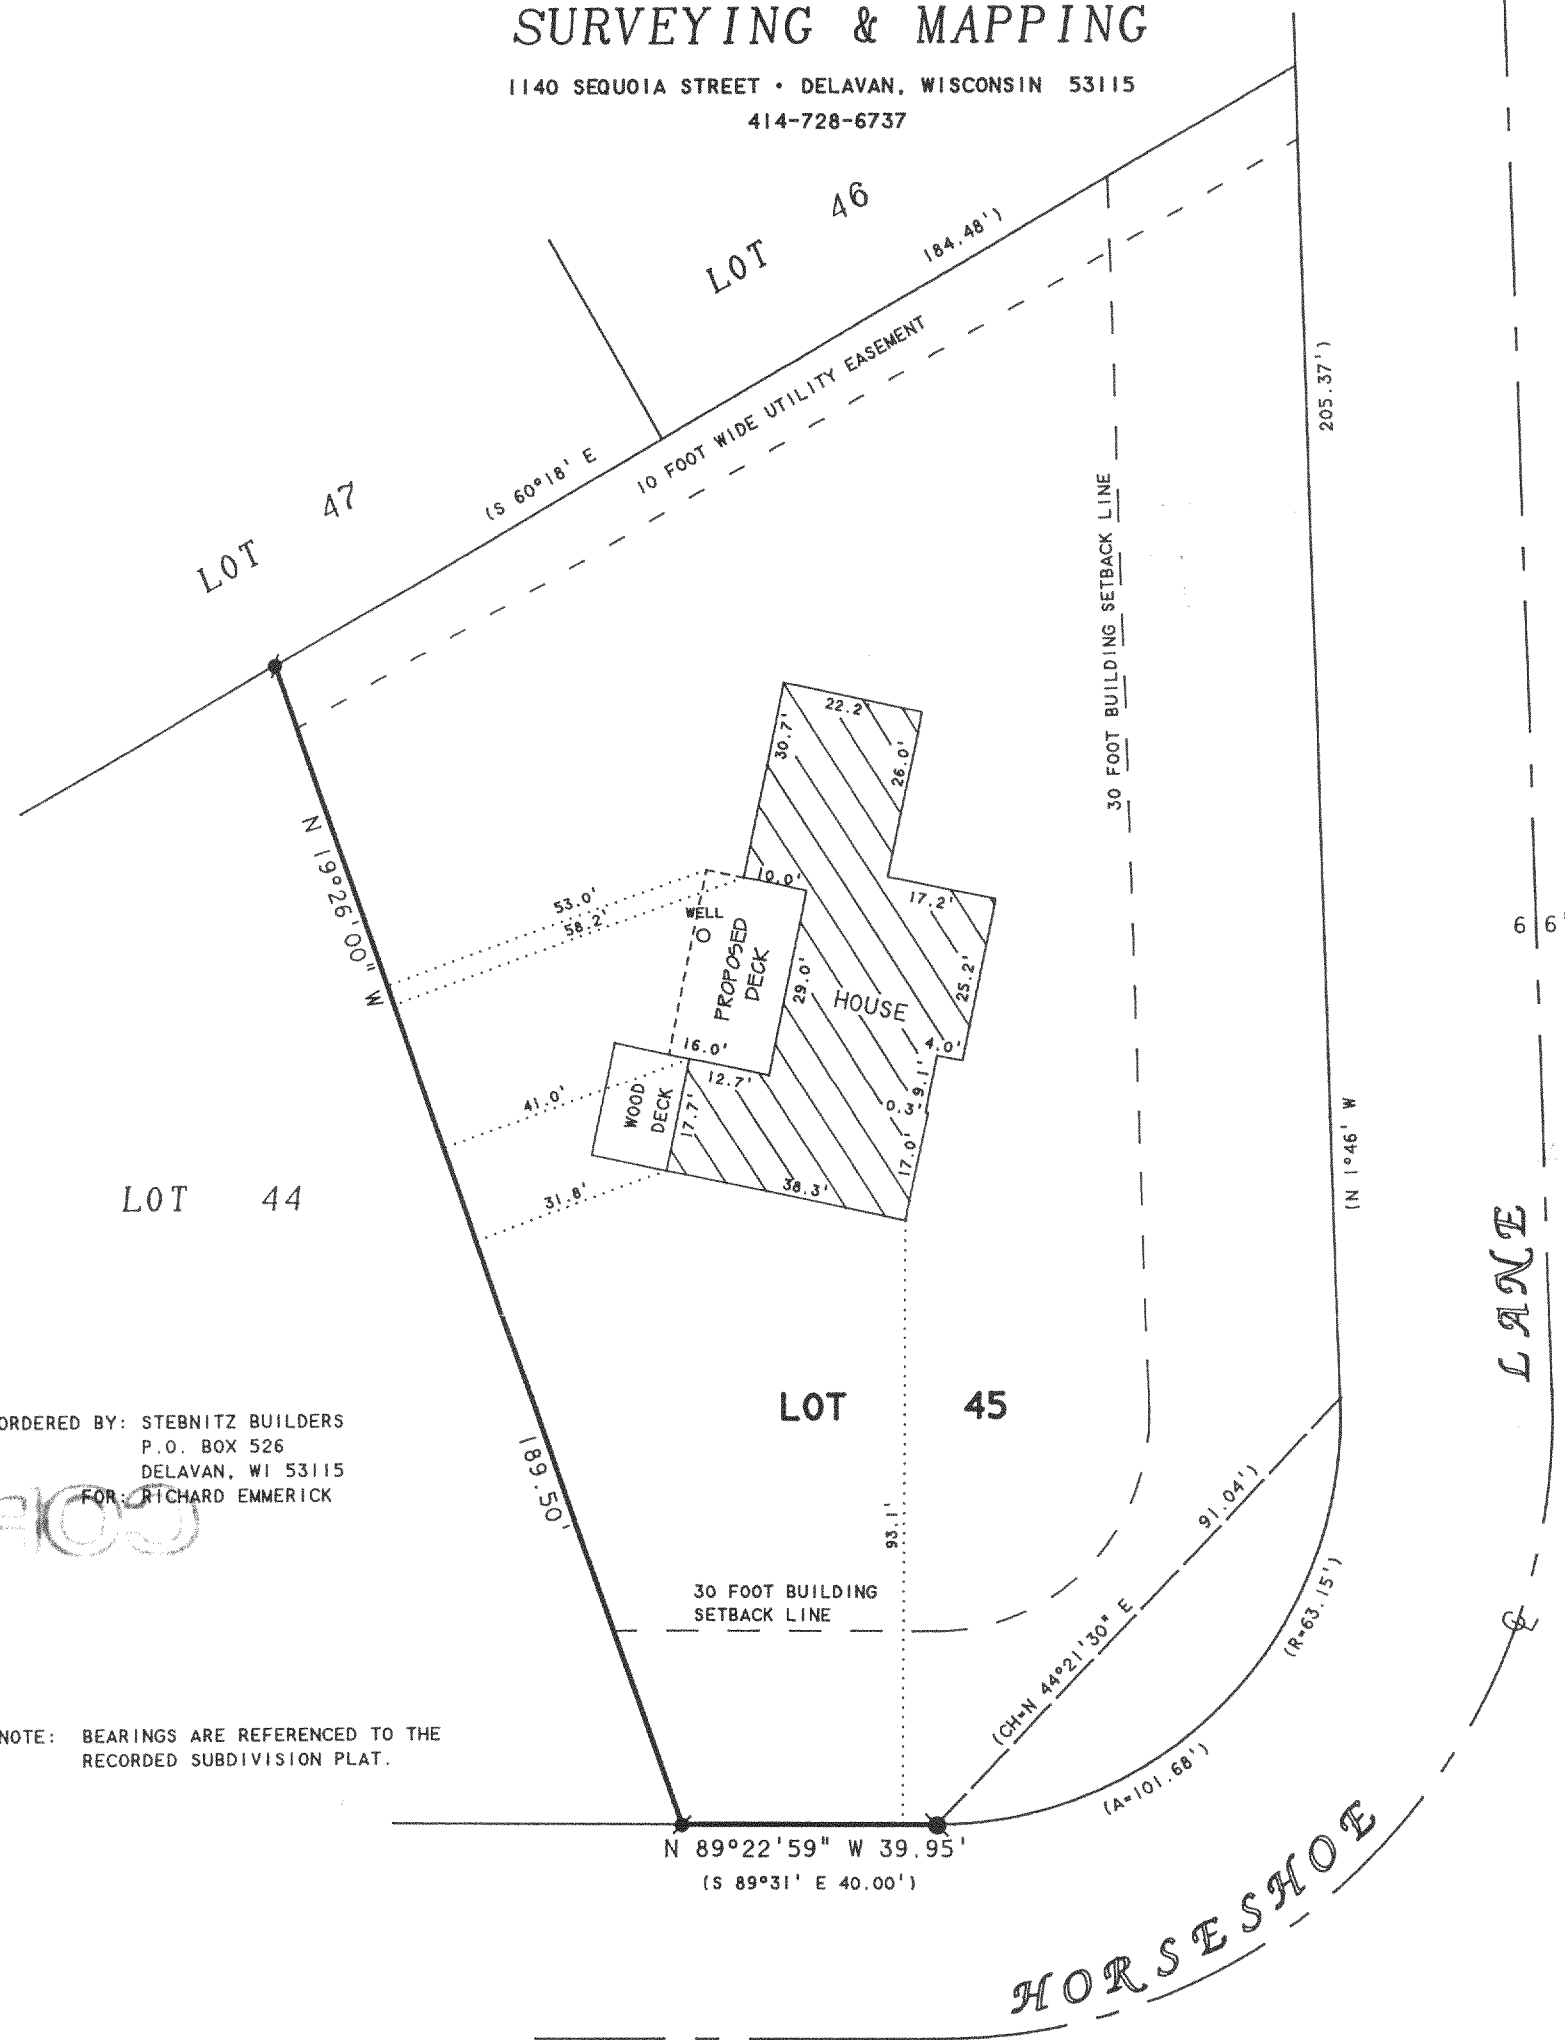 SURVEYING & MAPPING
1140 SEQUOIA STREET • DELAVAN, WISCONSIN 53115
414-728-6737
LOT 46
184.48')
10 FOOT WIDE UTILITY EASEMENT
(S 60°18' E
LOT 47
205.37')
30 FOOT BUILDING SETBACK LINE
22.2'
30.7'
26.0'
N 19°26'00" W
53.0'
58.2'
10.0'
17.2'
WELL
PROPOSED
DECK
29.0'
HOUSE
25.2'
66'
16.0'
4.0'
12.7'
9.1'
41.0'
WOOD
DECK
17.7'
0.3'
17.0'
38.3'
31.8'
(N 1°46' W
LOT 44
LANE
LOT 45
ORDERED BY: STEBNITZ BUILDERS
P.O. BOX 526
DELAVAN, WI 53115
FOR: RICHARD EMMERICK
189.50'
93.1'
91.04')
30 FOOT BUILDING
SETBACK LINE
(CH=N 44°21'30" E
(R=63.15')
(A=101.68')
NOTE: BEARINGS ARE REFERENCED TO THE
RECORDED SUBDIVISION PLAT.
N 89°22'59" W 39.95'
(S 89°31' E 40.00')
HORSESHOE